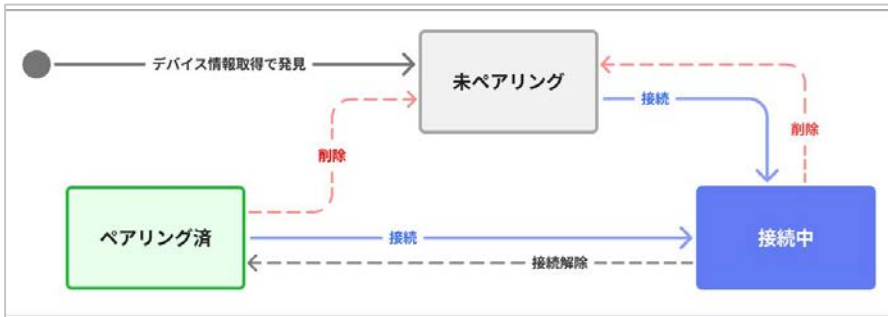 デバイス情報取得で発見
未ペアリング
接続
削除
削除
ペアリング済
接続
接続中
接続解除